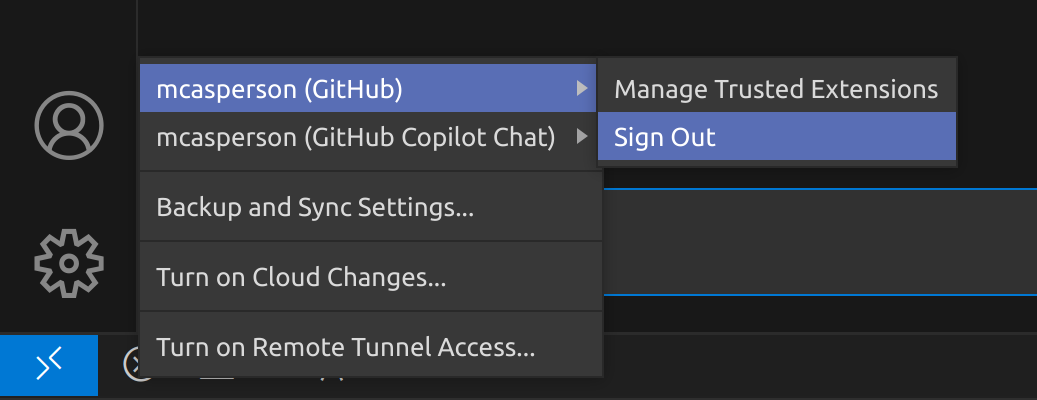 mcasperson (GitHub)
Manage Trusted Extensions
mcasperson (GitHub Copilot Chat)
Sign Out
Backup and Sync Settings...
Turn on Cloud Changes...
Turn on Remote Tunnel Access...